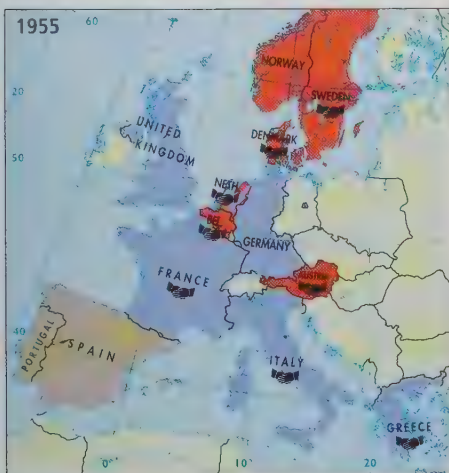 1955
60
NORWAY
20
SWEDEN
DENMARK
UNITED
KINGDOM
50
NETH.
BEL.
GERMANY
FRANCE
AUSTRIA
40
PORTUGAL
SPAIN
ITALY
GREECE
0°
10
20